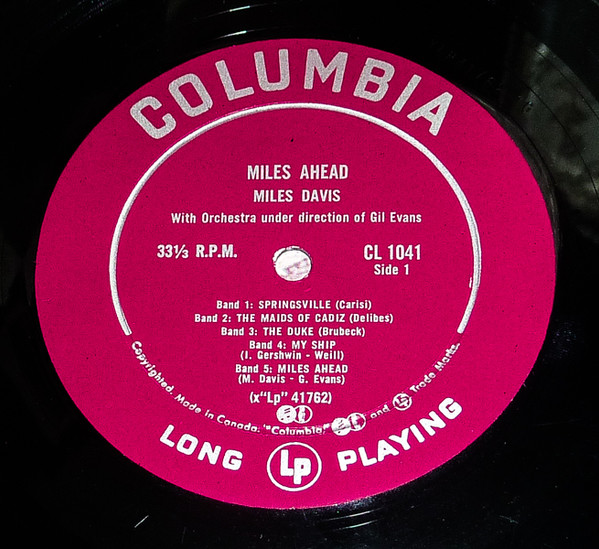 COLUMBIA
MILES AHEAD
MILES DAVIS
With Orchestra under direction of Gil Evans
33⅓ R.P.M.
CL 1041
Side 1
Band 1: SPRINGSVILLE (Carisi)
Band 2: THE MAIDS OF CADIZ (Delibes)
Band 3: THE DUKE (Brubeck)
Band 4: MY SHIP
(I. Gershwin - Weill)
Band 5: MILES AHEAD
(M. Davis - G. Evans)
(x"Lp" 41762)
Copyrighted. Made in Canada. "Columbia," and Lp Trade Marks.
LONG Lp PLAYING